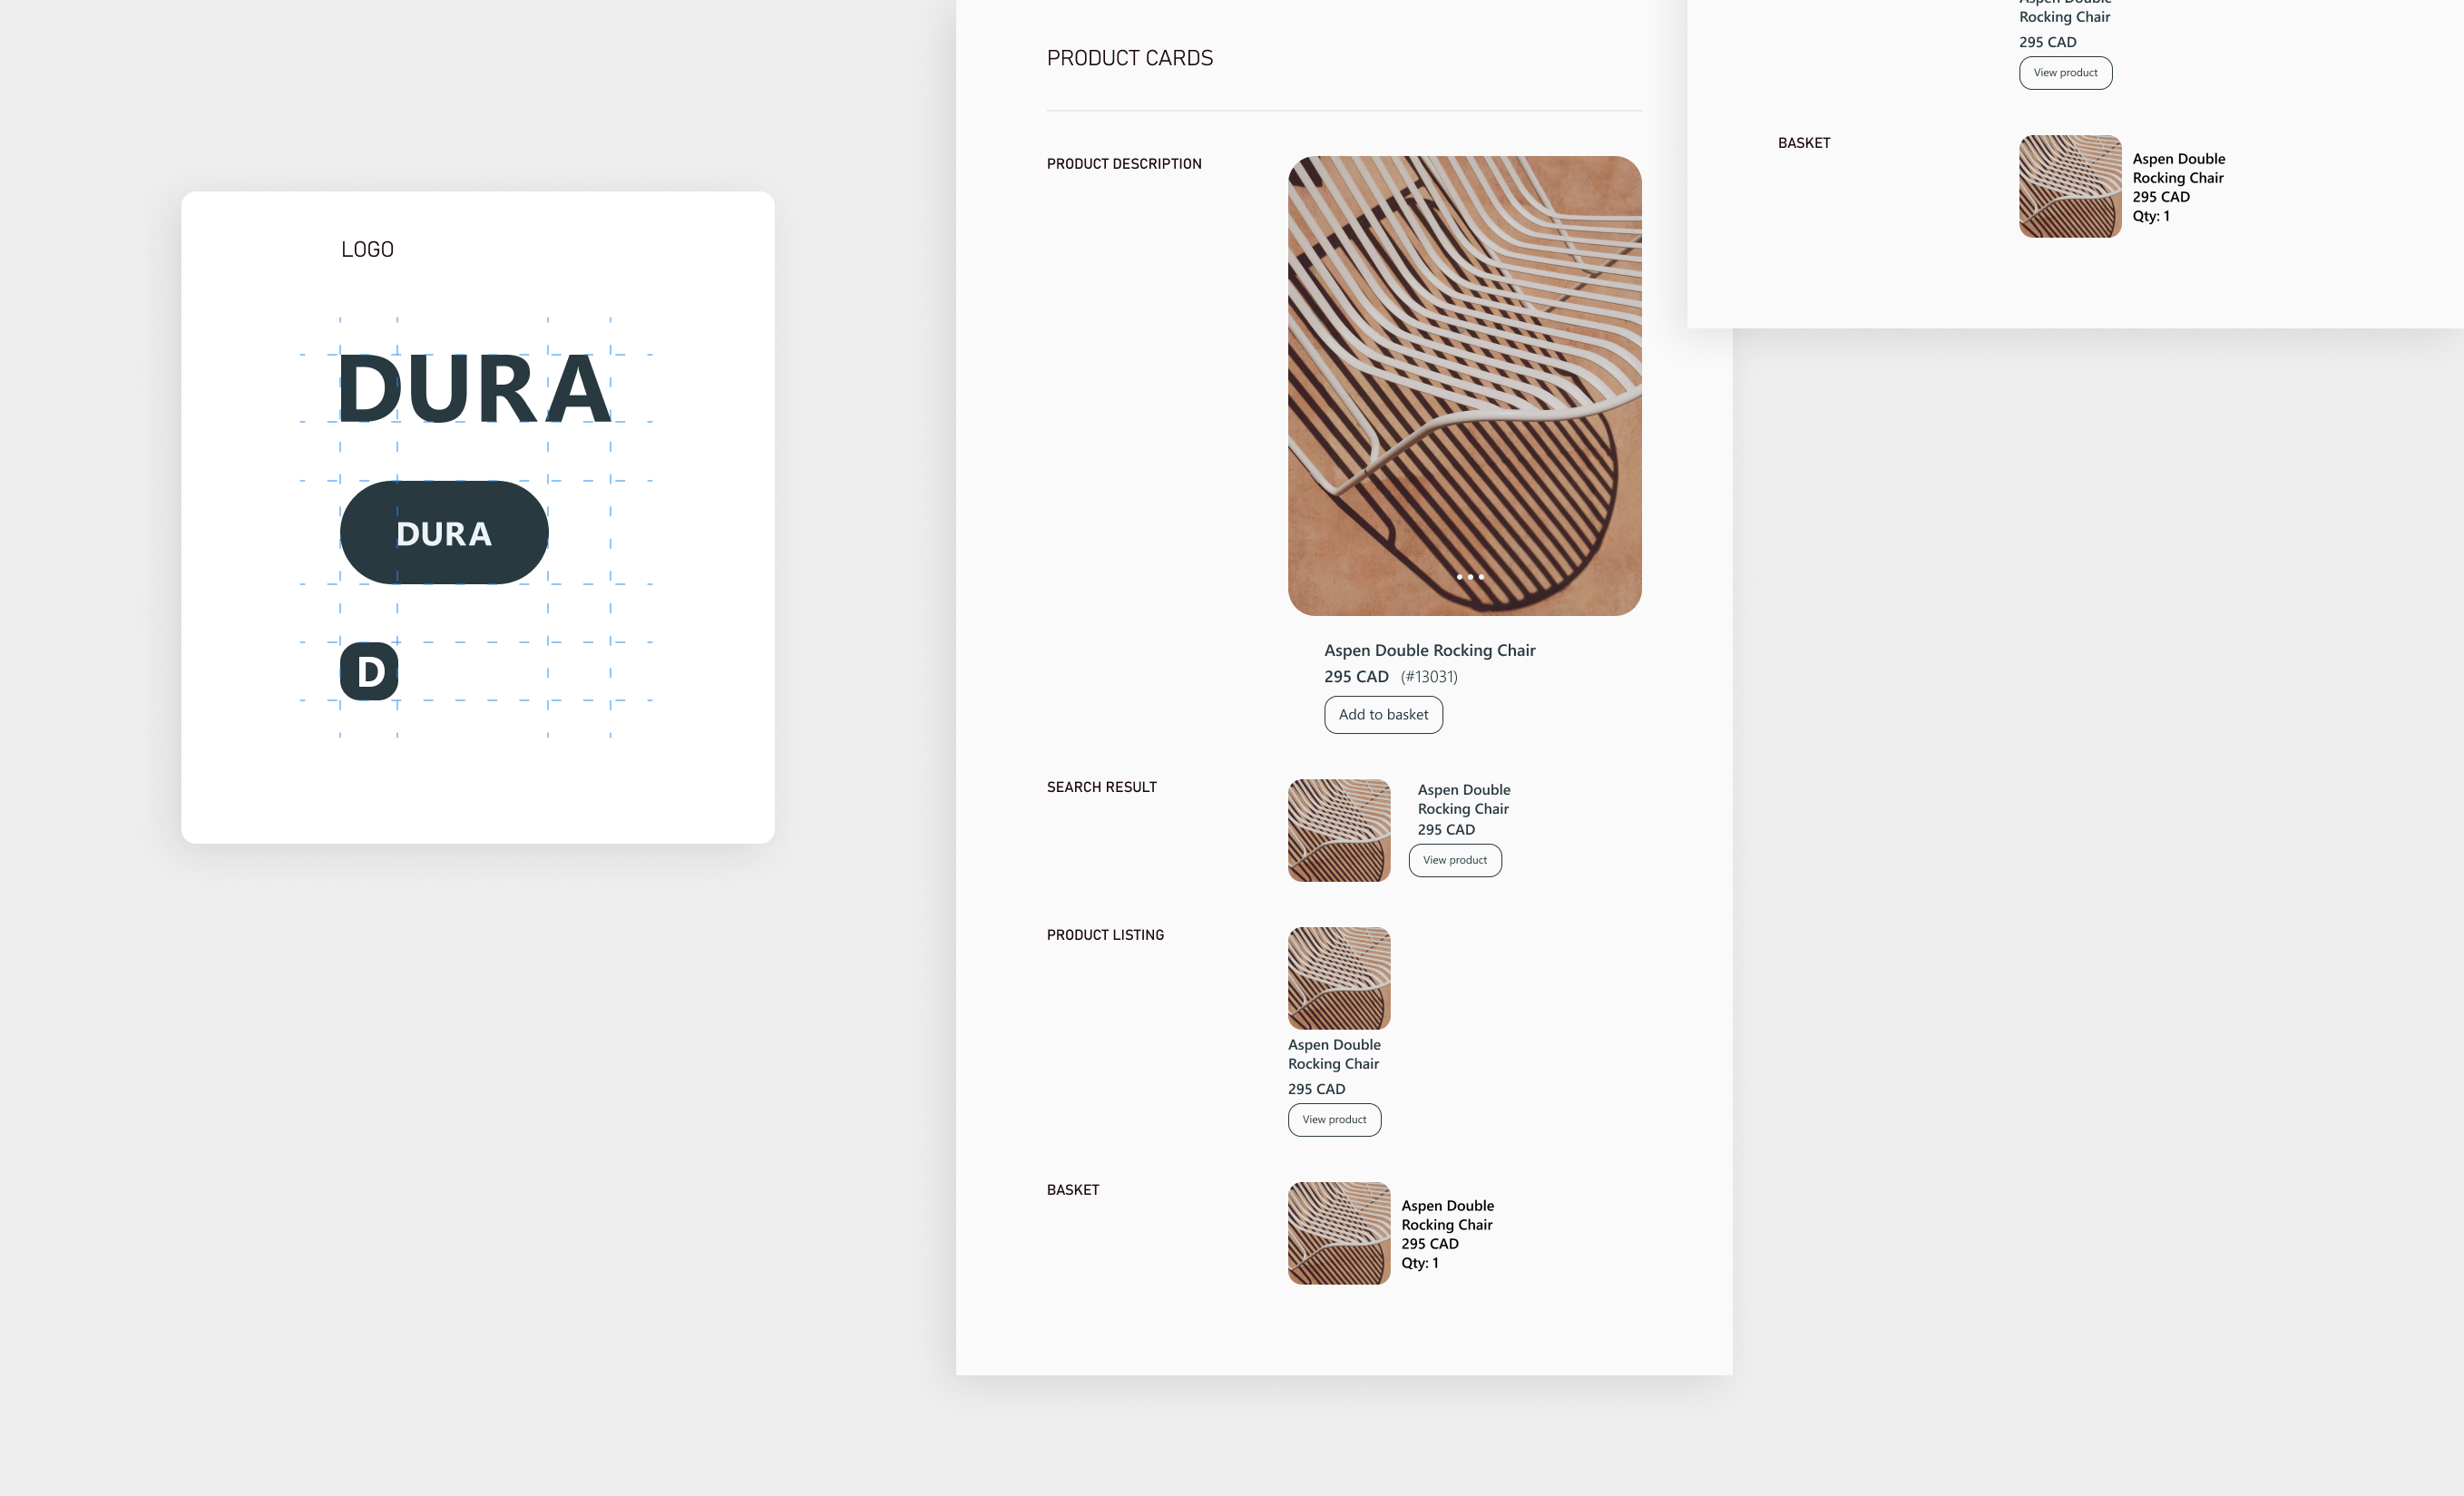 LOGO
DURA
DURA
D
PRODUCT CARDS
PRODUCT DESCRIPTION
Aspen Double Rocking Chair
295 CAD (#13031)
Add to basket
SEARCH RESULT
Aspen Double
Rocking Chair
295 CAD
View product
PRODUCT LISTING
Aspen Double
Rocking Chair
295 CAD
View product
BASKET
Aspen Double
Rocking Chair
295 CAD
Qty: 1
Aspen Double
Rocking Chair
295 CAD
View product
BASKET
Aspen Double
Rocking Chair
295 CAD
Qty: 1